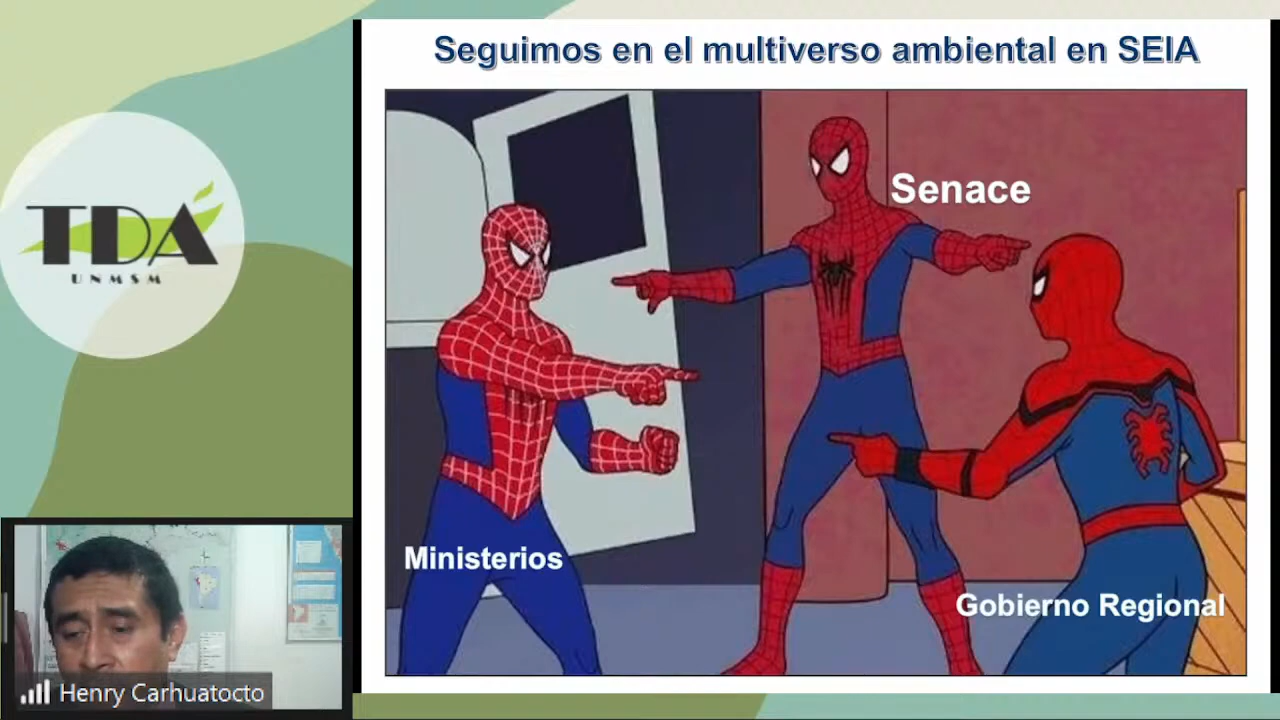 Seguimos en el multiverso ambiental en SEIA
Senace
TDA
UNMSM
Ministerios
Gobierno Regional
Henry Carhuatocto